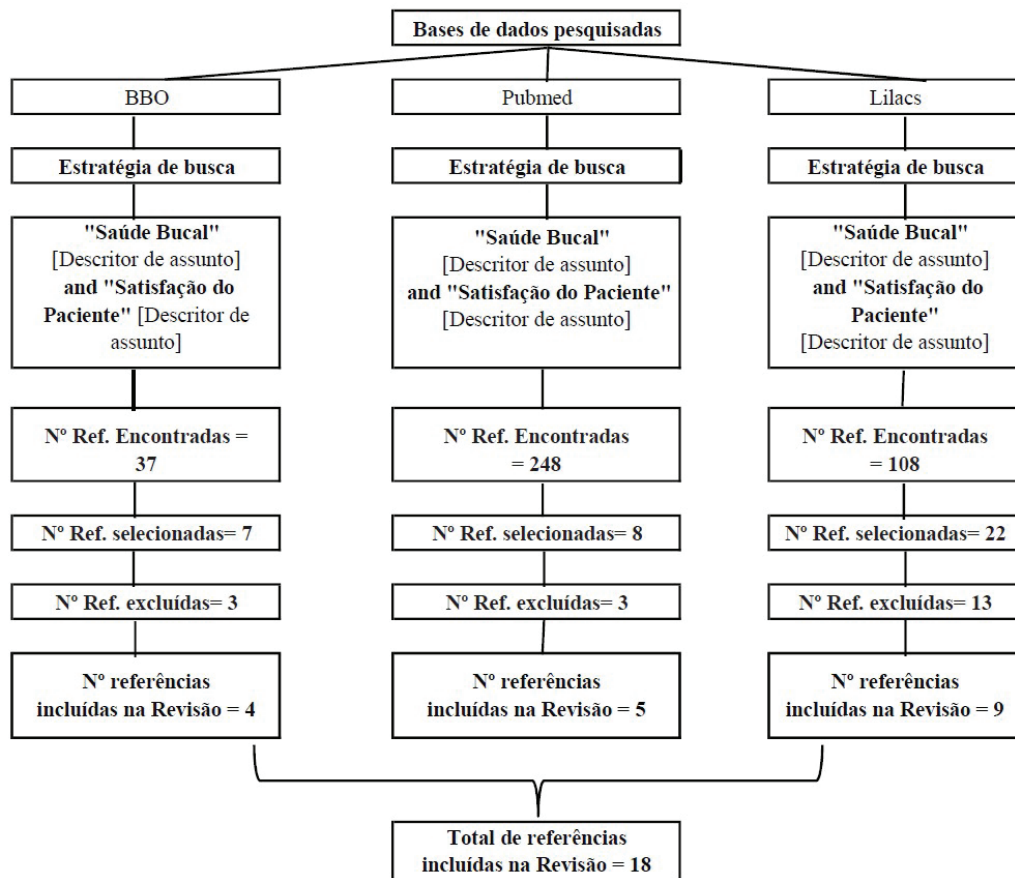 Bases de dados pesquisadas
BBO
Pubmed
Lilacs
Estratégia de busca
Estratégia de busca
Estratégia de busca
"Saúde Bucal"
[Descritor de assunto]
and "Satisfação do
Paciente" [Descritor de
assunto]
"Saúde Bucal"
[Descritor de assunto]
and "Satisfação do Paciente"
[Descritor de assunto]
"Saúde Bucal"
[Descritor de assunto]
and "Satisfação do
Paciente"
[Descritor de assunto]
Nº Ref. Encontradas =
37
Nº Ref. Encontradas
= 248
Nº Ref. Encontradas
= 108
Nº Ref. selecionadas= 7
Nº Ref. selecionadas= 8
Nº Ref. selecionadas= 22
Nº Ref. excluídas= 3
Nº Ref. excluídas= 3
Nº Ref. excluídas= 13
Nº referências
incluídas na Revisão = 4
Nº referências
incluídas na Revisão = 5
Nº referências
incluídas na Revisão = 9
Total de referências
incluídas na Revisão = 18